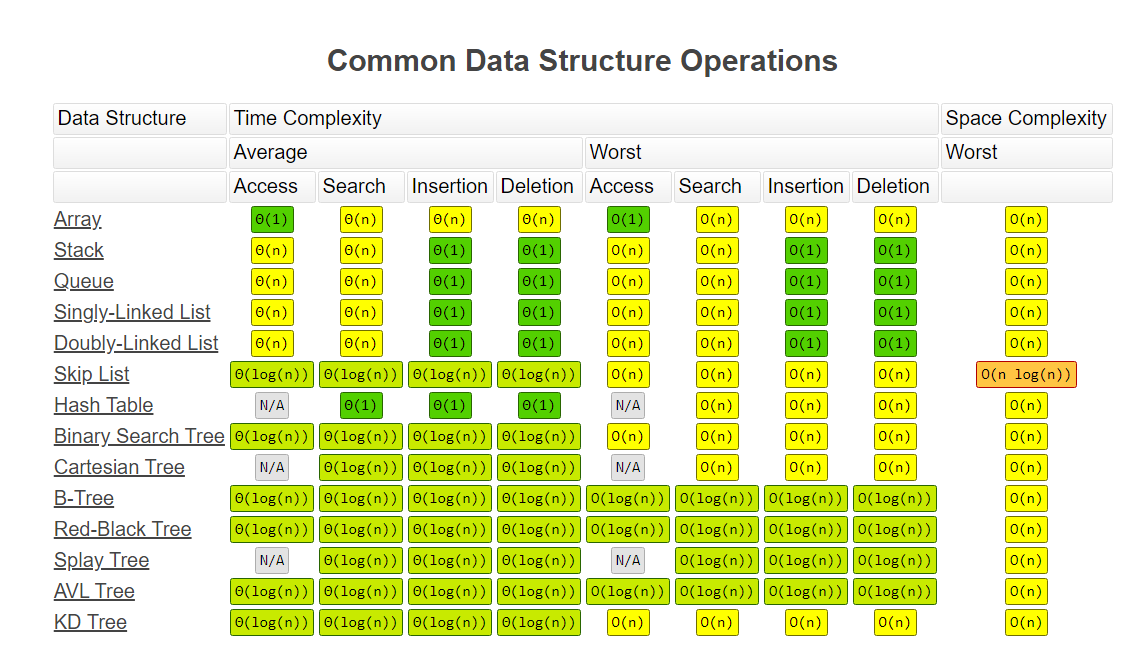 Common Data Structure Operations
Data Structure Time Complexity Space Complexity
Average Worst Worst
Access Search Insertion Deletion Access Search Insertion Deletion
Array Θ(1) Θ(n) Θ(n) Θ(n) O(1) O(n) O(n) O(n) O(n)
Stack Θ(n) Θ(n) Θ(1) Θ(1) O(n) O(n) O(1) O(1) O(n)
Queue Θ(n) Θ(n) Θ(1) Θ(1) O(n) O(n) O(1) O(1) O(n)
Singly-Linked List Θ(n) Θ(n) Θ(1) Θ(1) O(n) O(n) O(1) O(1) O(n)
Doubly-Linked List Θ(n) Θ(n) Θ(1) Θ(1) O(n) O(n) O(1) O(1) O(n)
Skip List Θ(log(n)) Θ(log(n)) Θ(log(n)) Θ(log(n)) O(n) O(n) O(n) O(n) O(n log(n))
Hash Table N/A Θ(1) Θ(1) Θ(1) N/A O(n) O(n) O(n) O(n)
Binary Search Tree Θ(log(n)) Θ(log(n)) Θ(log(n)) Θ(log(n)) O(n) O(n) O(n) O(n) O(n)
Cartesian Tree N/A Θ(log(n)) Θ(log(n)) Θ(log(n)) N/A O(n) O(n) O(n) O(n)
B-Tree Θ(log(n)) Θ(log(n)) Θ(log(n)) Θ(log(n)) O(log(n)) O(log(n)) O(log(n)) O(log(n)) O(n)
Red-Black Tree Θ(log(n)) Θ(log(n)) Θ(log(n)) Θ(log(n)) O(log(n)) O(log(n)) O(log(n)) O(log(n)) O(n)
Splay Tree N/A Θ(log(n)) Θ(log(n)) Θ(log(n)) N/A O(log(n)) O(log(n)) O(log(n)) O(n)
AVL Tree Θ(log(n)) Θ(log(n)) Θ(log(n)) Θ(log(n)) O(log(n)) O(log(n)) O(log(n)) O(log(n)) O(n)
KD Tree Θ(log(n)) Θ(log(n)) Θ(log(n)) Θ(log(n)) O(n) O(n) O(n) O(n) O(n)